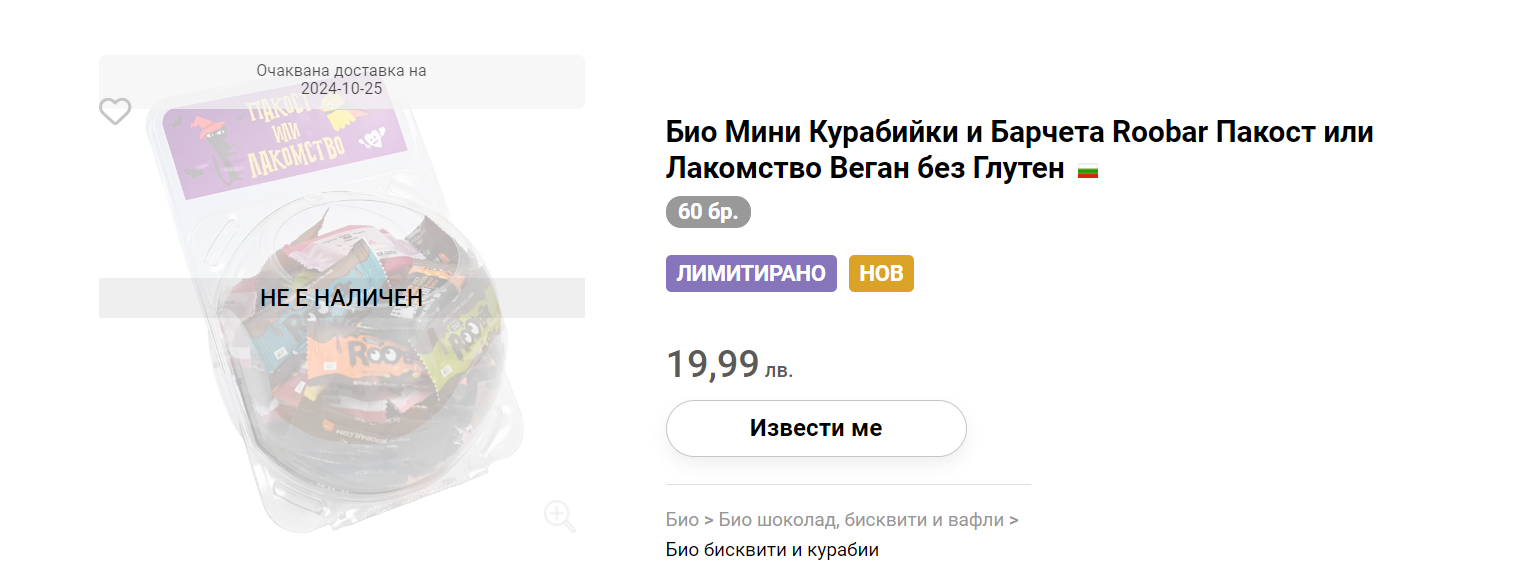 Очаквана доставка на
2024-10-25
ПАКОСТ
ИЛИ
ЛАКОМСТВО
НЕ Е НАЛИЧЕН
Био Мини Курабийки и Барчета Roobar Пакост или
Лакомство Веган без Глутен
60 бр.
ЛИМИТИРАНО НОВ
19,99 лв.
Извести ме
Био > Био шоколад, бисквити и вафли >
Био бисквити и курабии